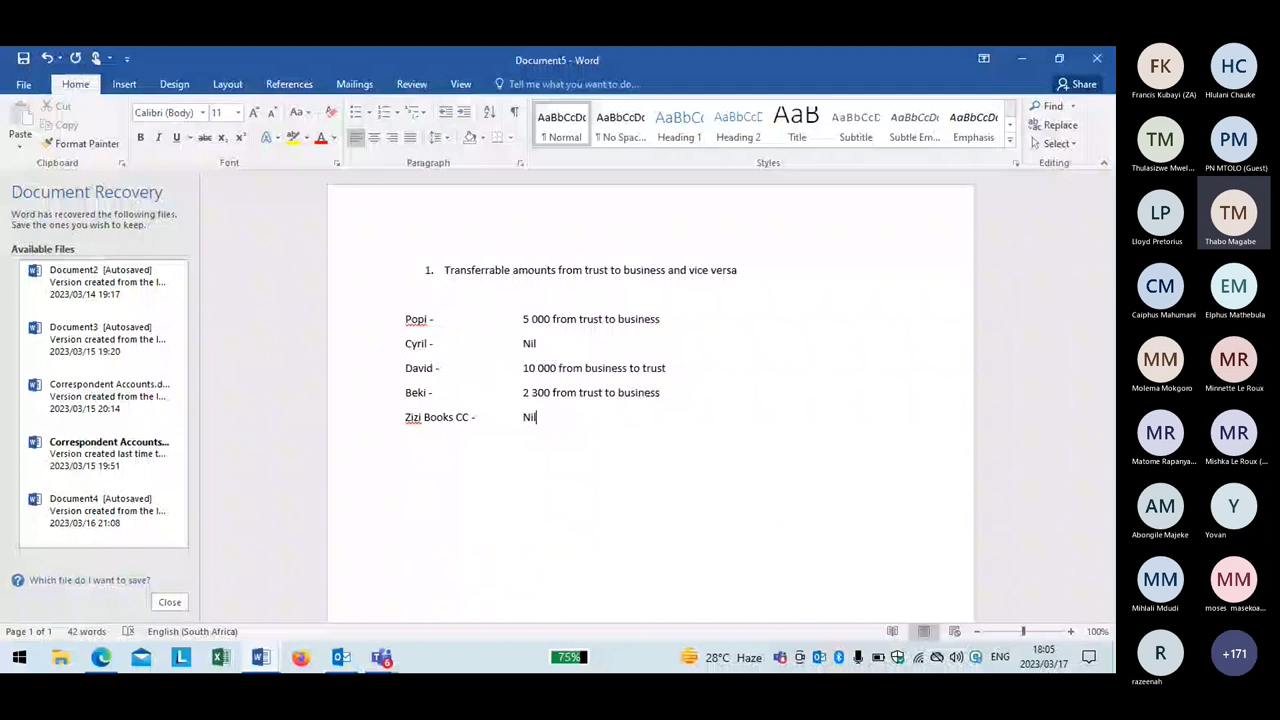 Document5 - Word
File Home Insert Design Layout References Mailings Review View Tell me what you want to do... Share
Paste
Cut
Copy
Format Painter
Clipboard
Calibri (Body) 11
Font
Paragraph
AaBbCcDc AaBbCcDc AaBbCc AaBbCcD AaB AaBbCcD AaBbCcDc AaBbCcDc
¶ Normal ¶ No Spac... Heading 1 Heading 2 Title Subtitle Subtle Em... Emphasis
Styles
Find
Replace
Select
Editing
Document Recovery
Word has recovered the following files.
Save the ones you wish to keep.
Available Files
Document2 [Autosaved]
Version created from the l...
2023/03/14 19:17
Document3 [Autosaved]
Version created from the l...
2023/03/15 19:20
Correspondent Accounts.d...
Version created from the l...
2023/03/15 20:14
Correspondent Accounts...
Version created last time t...
2023/03/15 19:51
Document4 [Autosaved]
Version created from the l...
2023/03/16 21:08
Which file do I want to save?
Close
1. Transferrable amounts from trust to business and vice versa
Popi - 5 000 from trust to business
Cyril - Nil
David - 10 000 from business to trust
Beki - 2 300 from trust to business
Zizi Books CC - Nil
Page 1 of 1 42 words English (South Africa) 100%
75% 28°C Haze ENG 18:05
2023/03/17
FK HC
Francis Kubayi (ZA) Hlulani Chauke
TM PM
Thulasizwe Mwel... PN MTOLO (Guest)
LP TM
Lloyd Pretorius Thabo Magabe
CM EM
Caiphus Mahumani Elphus Mathebula
MM MR
Molema Mokgoro Minnette Le Roux
MR MR
Matome Rapanya... Mishka Le Roux (...
AM Y
Abongile Majeke Yovan
MM MM
Mihlali Mdudi moses masekoa...
R +171
razeenah